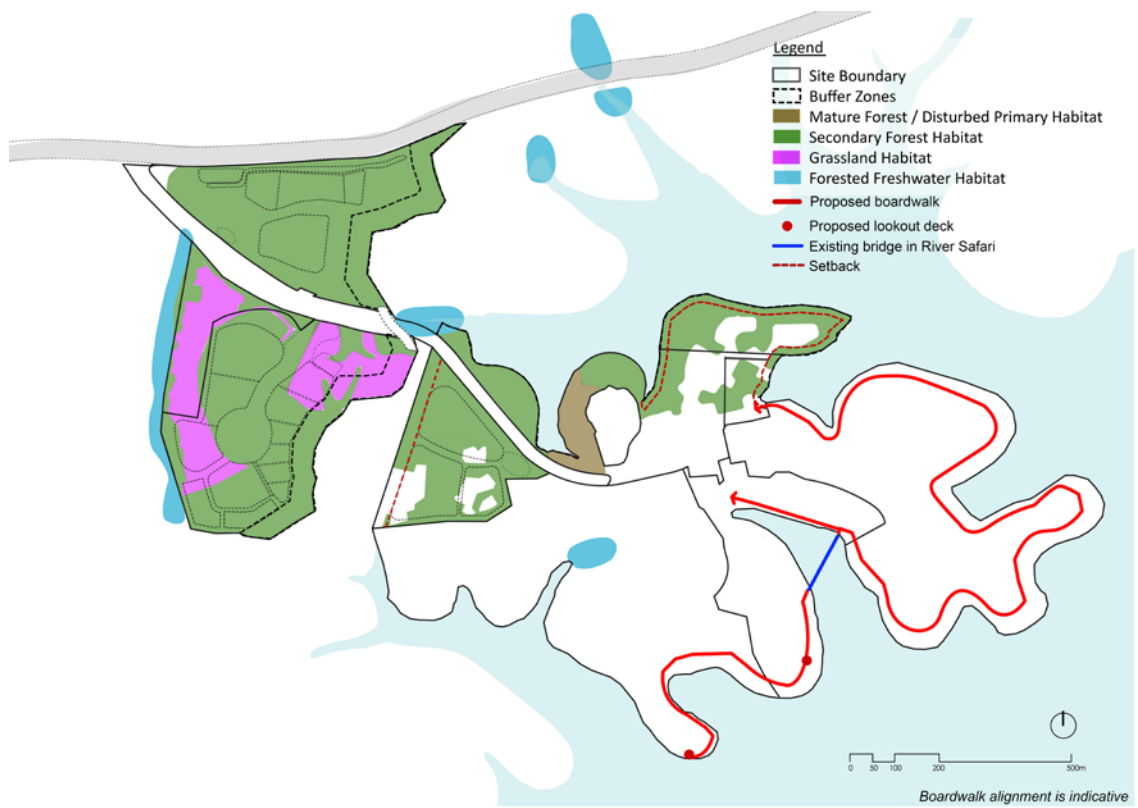 Legend
Site Boundary
Buffer Zones
Mature Forest / Disturbed Primary Habitat
Secondary Forest Habitat
Grassland Habitat
Forested Freshwater Habitat
Proposed boardwalk
Proposed lookout deck
Existing bridge in River Safari
Setback
0 50 100 200 500m
Boardwalk alignment is indicative